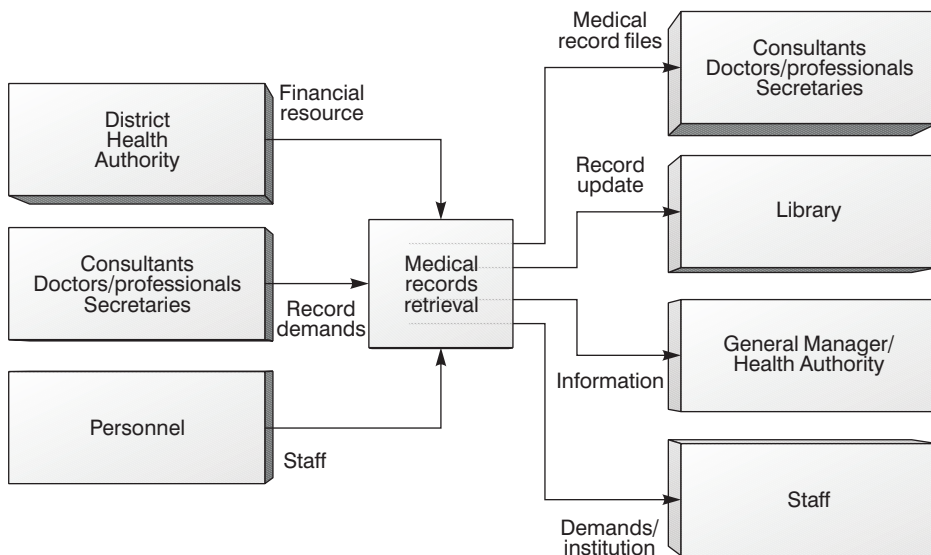 Financial
resource
District
Health
Authority
Consultants
Doctors/professionals
Secretaries
Record
demands
Personnel
Staff
Medical
records
retrieval
Medical
record files
Consultants
Doctors/professionals
Secretaries
Record
update
Library
Information
General Manager/
Health Authority
Demands/
institution
Staff